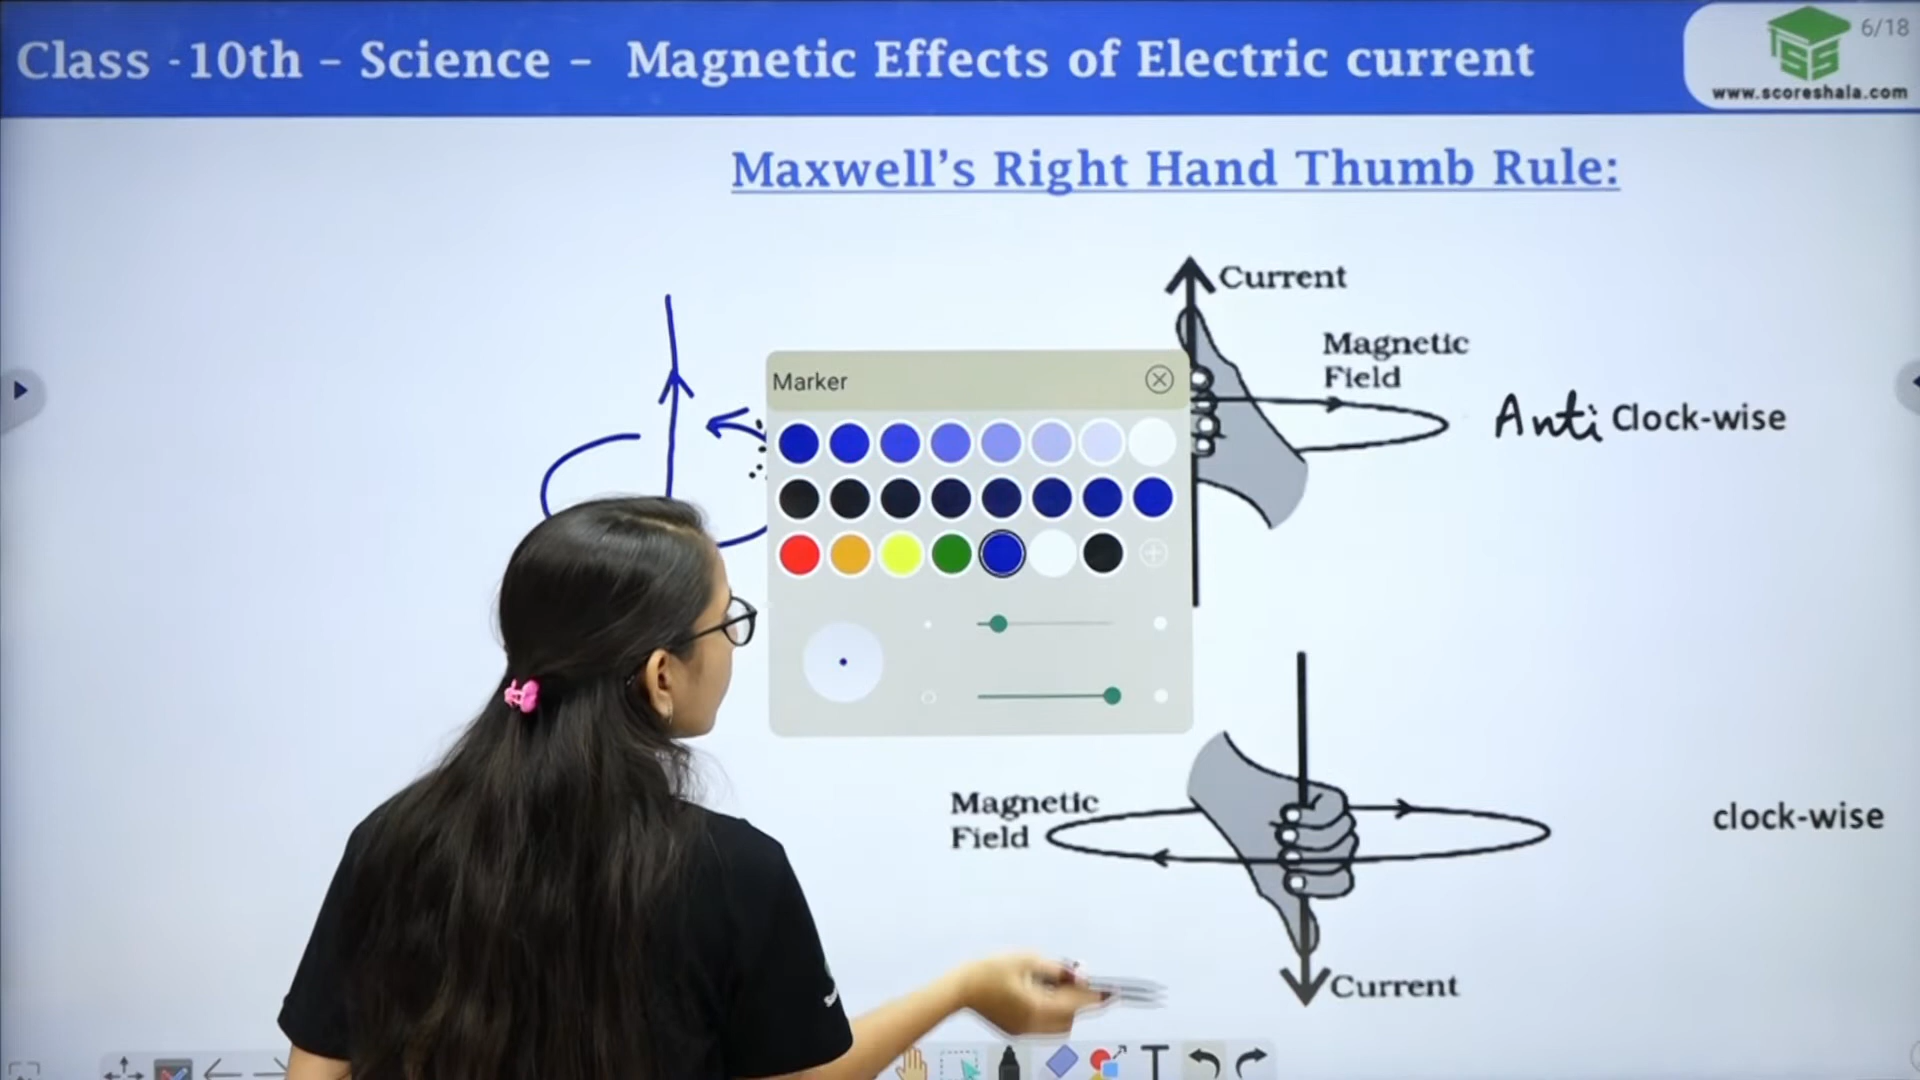 Class -10th – Science – Magnetic Effects of Electric current
6/18
www.scoreshala.com
Maxwell's Right Hand Thumb Rule:
Current
Magnetic
Field
Anti Clock-wise
Marker
Magnetic
Field
clock-wise
Current